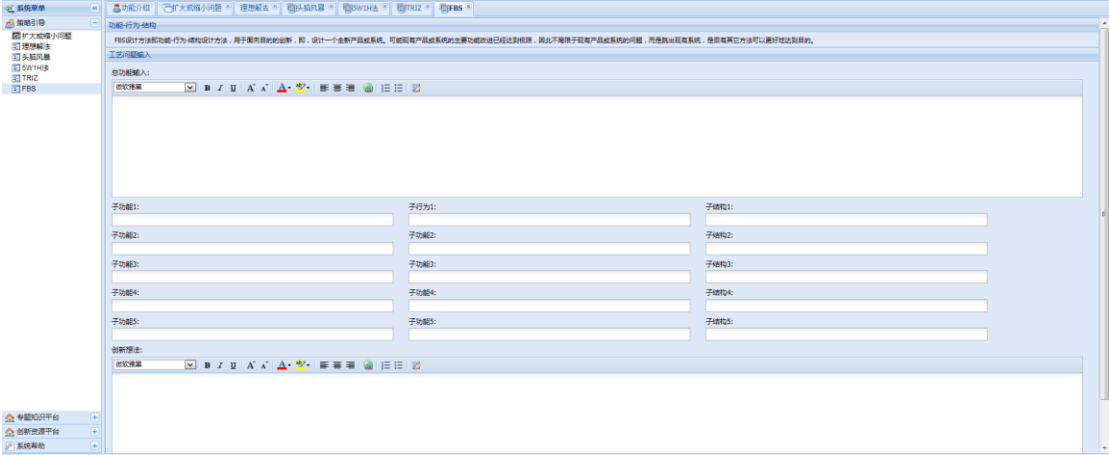 系统菜单
功能介绍
扩大或缩小问题
理想解法
头脑风暴
5W1H法
TRIZ
FBS
策略引导
扩大或缩小问题
理想解法
头脑风暴
5W1H法
TRIZ
FBS
功能-行为-结构
FBS设计方法即功能-行为-结构设计方法，用于面向目的的创新，即，设计一个全新产品或系统。可能现有产品或系统的主要功能改进已经达到极限，因此不局限于现有产品或系统的问题，而是跳出现有系统，是否有其它方法可以更好地达到目的。
工艺问题输入
总功能输入:
微软雅黑
子功能1: 子行为1: 子结构1:
子功能2: 子功能2: 子结构2:
子功能3: 子功能3: 子结构3:
子功能4: 子功能4: 子结构4:
子功能5: 子功能5: 子结构5:
创新想法:
微软雅黑
专题知识平台
创新资源平台
系统帮助